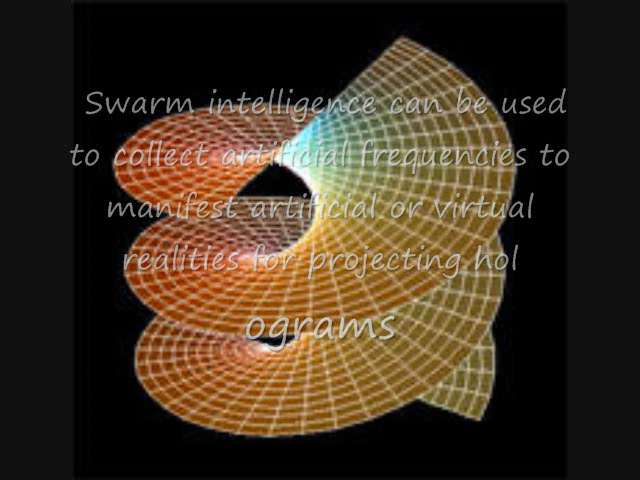 Swarm intelligence can be used
to collect artificial frequencies to
manifest artificial or virtual
realities for projecting hol
ograms